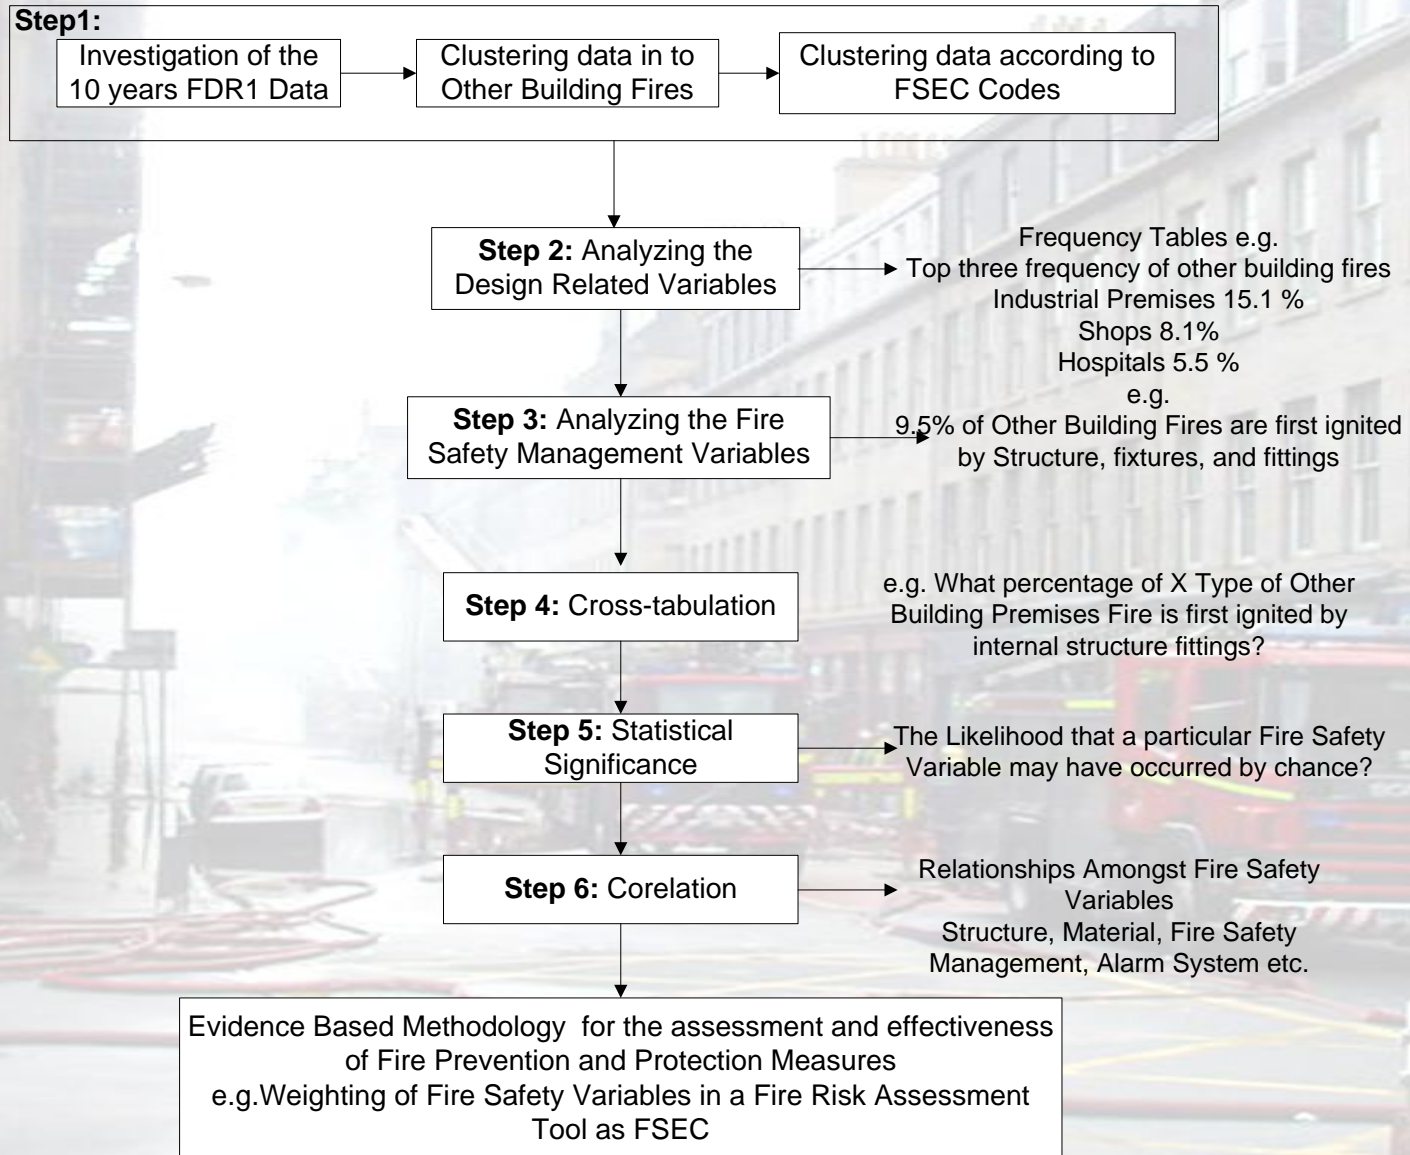 Step1:
Investigation of the
10 years FDR1 Data
Clustering data in to
Other Building Fires
Clustering data according to
FSEC Codes
Step 2: Analyzing the
Design Related Variables
Frequency Tables e.g.
Top three frequency of other building fires
Industrial Premises 15.1 %
Shops 8.1%
Hospitals 5.5 %
e.g.
9.5% of Other Building Fires are first ignited
by Structure, fixtures, and fittings
Step 3: Analyzing the Fire
Safety Management Variables
Step 4: Cross-tabulation
e.g. What percentage of X Type of Other
Building Premises Fire is first ignited by
internal structure fittings?
Step 5: Statistical
Significance
The Likelihood that a particular Fire Safety
Variable may have occurred by chance?
Step 6: Corelation
Relationships Amongst Fire Safety
Variables
Structure, Material, Fire Safety
Management, Alarm System etc.
Evidence Based Methodology for the assessment and effectiveness
of Fire Prevention and Protection Measures
e.g.Weighting of Fire Safety Variables in a Fire Risk Assessment
Tool as FSEC